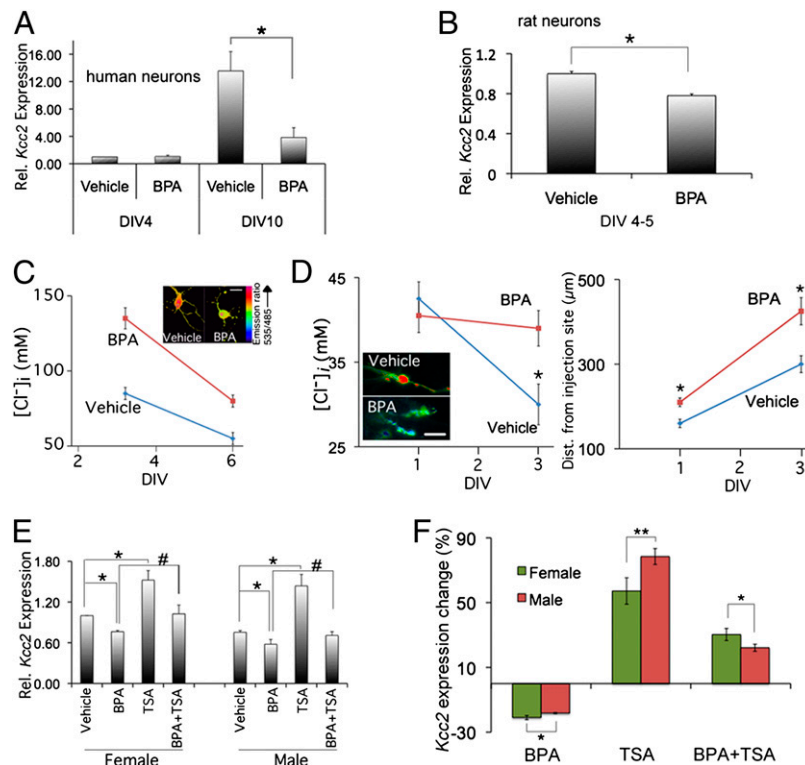 A
human neurons
Rel. Kcc2 Expression
16.00
12.00
8.00
4.00
0.00
*
Vehicle
BPA
Vehicle
BPA
DIV4
DIV10
B
rat neurons
Rel. Kcc2 Expression
1.2
0.8
0.4
0
*
Vehicle
BPA
DIV 4-5
C
[Cl⁻]i (mM)
150
100
50
BPA
Vehicle
Vehicle
BPA
Emission ratio
535/485
2
4
6
DIV
D
[Cl⁻]i (mM)
45
35
25
BPA
Vehicle
BPA
*
Vehicle
1
2
3
DIV
Dist. from injection site (µm)
500
300
100
BPA
*
*
Vehicle
1
2
3
DIV
E
Rel. Kcc2 Expression
1.80
1.20
0.60
0.00
*
*
#
*
*
#
Vehicle
BPA
TSA
BPA+TSA
Vehicle
BPA
TSA
BPA+TSA
Female
Male
F
Kcc2 expression change (%)
90
50
10
-30
Female
Male
**
*
*
BPA
TSA
BPA+TSA